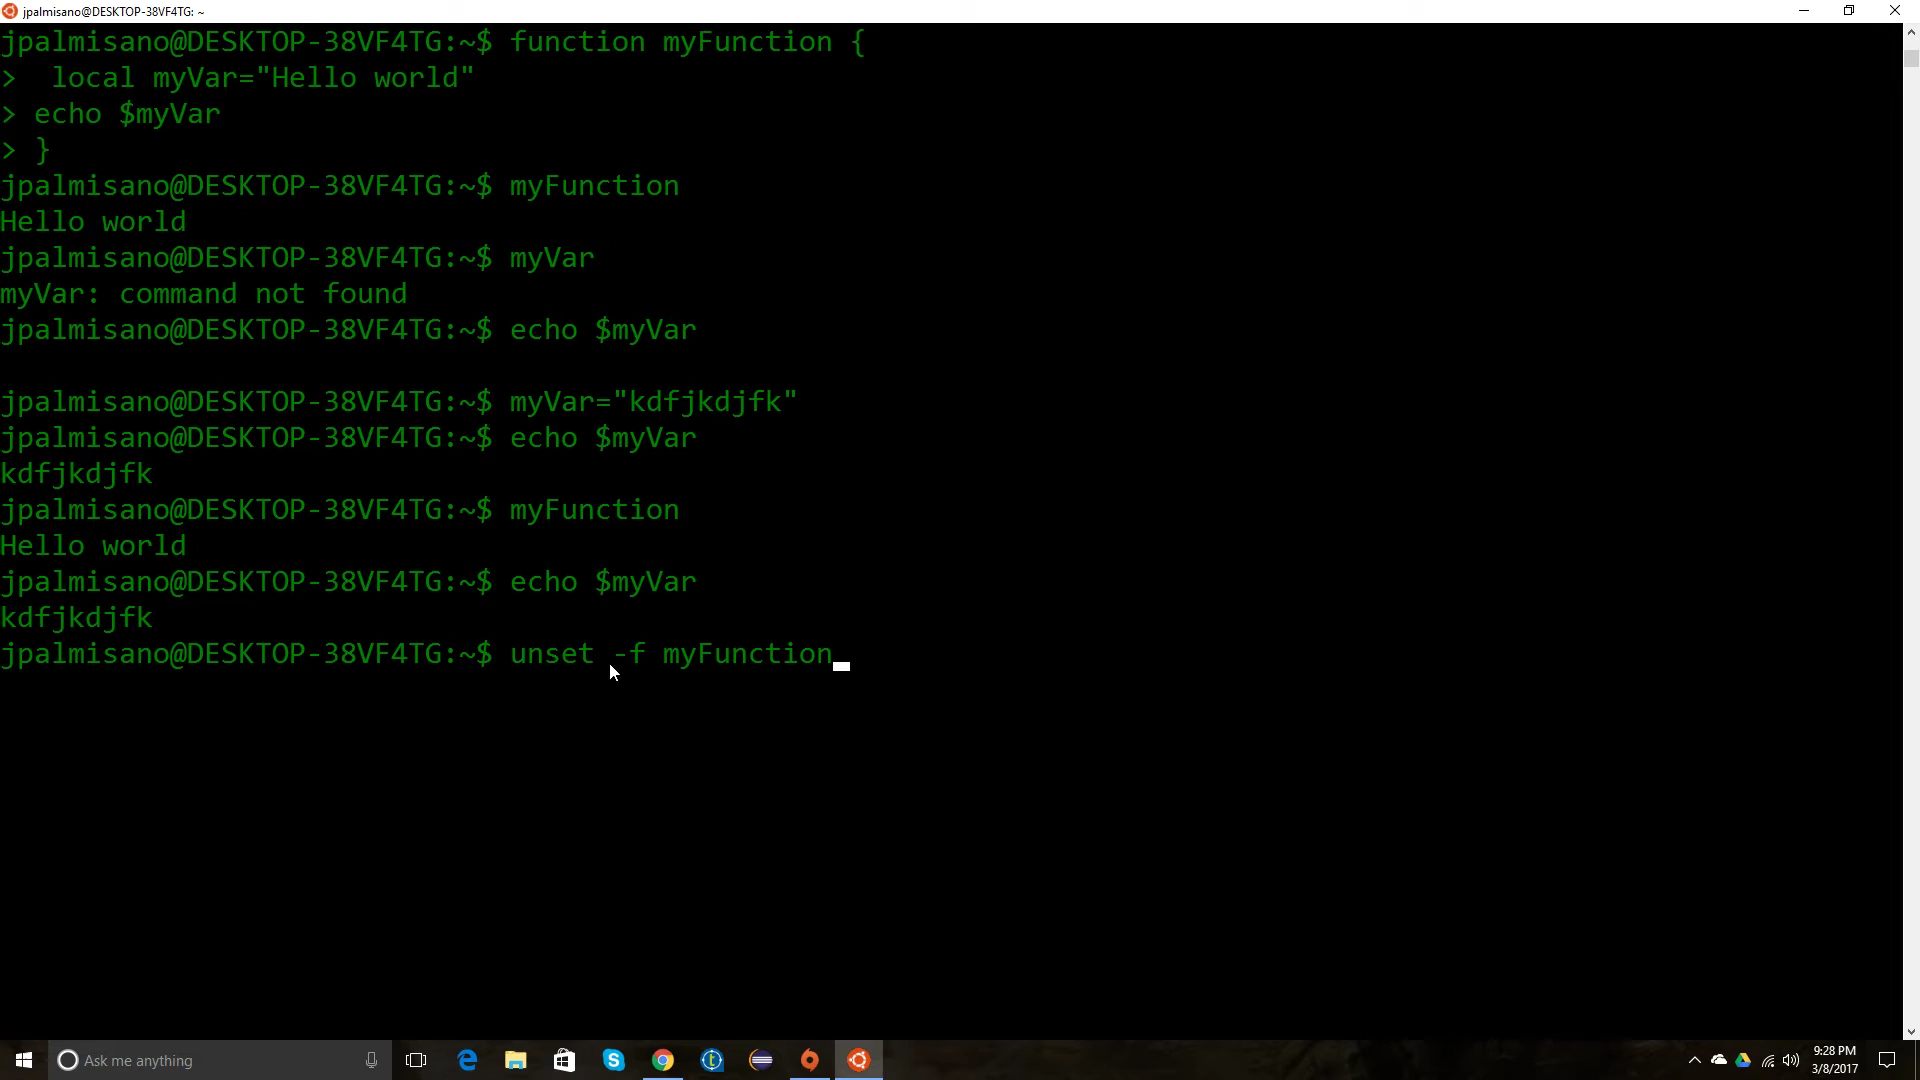 jpalmisano@DESKTOP-38VF4TG: ~
jpalmisano@DESKTOP-38VF4TG:~$ function myFunction {
>  local myVar="Hello world"
> echo $myVar
> }
jpalmisano@DESKTOP-38VF4TG:~$ myFunction
Hello world
jpalmisano@DESKTOP-38VF4TG:~$ myVar
myVar: command not found
jpalmisano@DESKTOP-38VF4TG:~$ echo $myVar
jpalmisano@DESKTOP-38VF4TG:~$ myVar="kdfjkdjfk"
jpalmisano@DESKTOP-38VF4TG:~$ echo $myVar
kdfjkdjfk
jpalmisano@DESKTOP-38VF4TG:~$ myFunction
Hello world
jpalmisano@DESKTOP-38VF4TG:~$ echo $myVar
kdfjkdjfk
jpalmisano@DESKTOP-38VF4TG:~$ unset -f myFunction
Ask me anything
9:28 PM
3/8/2017